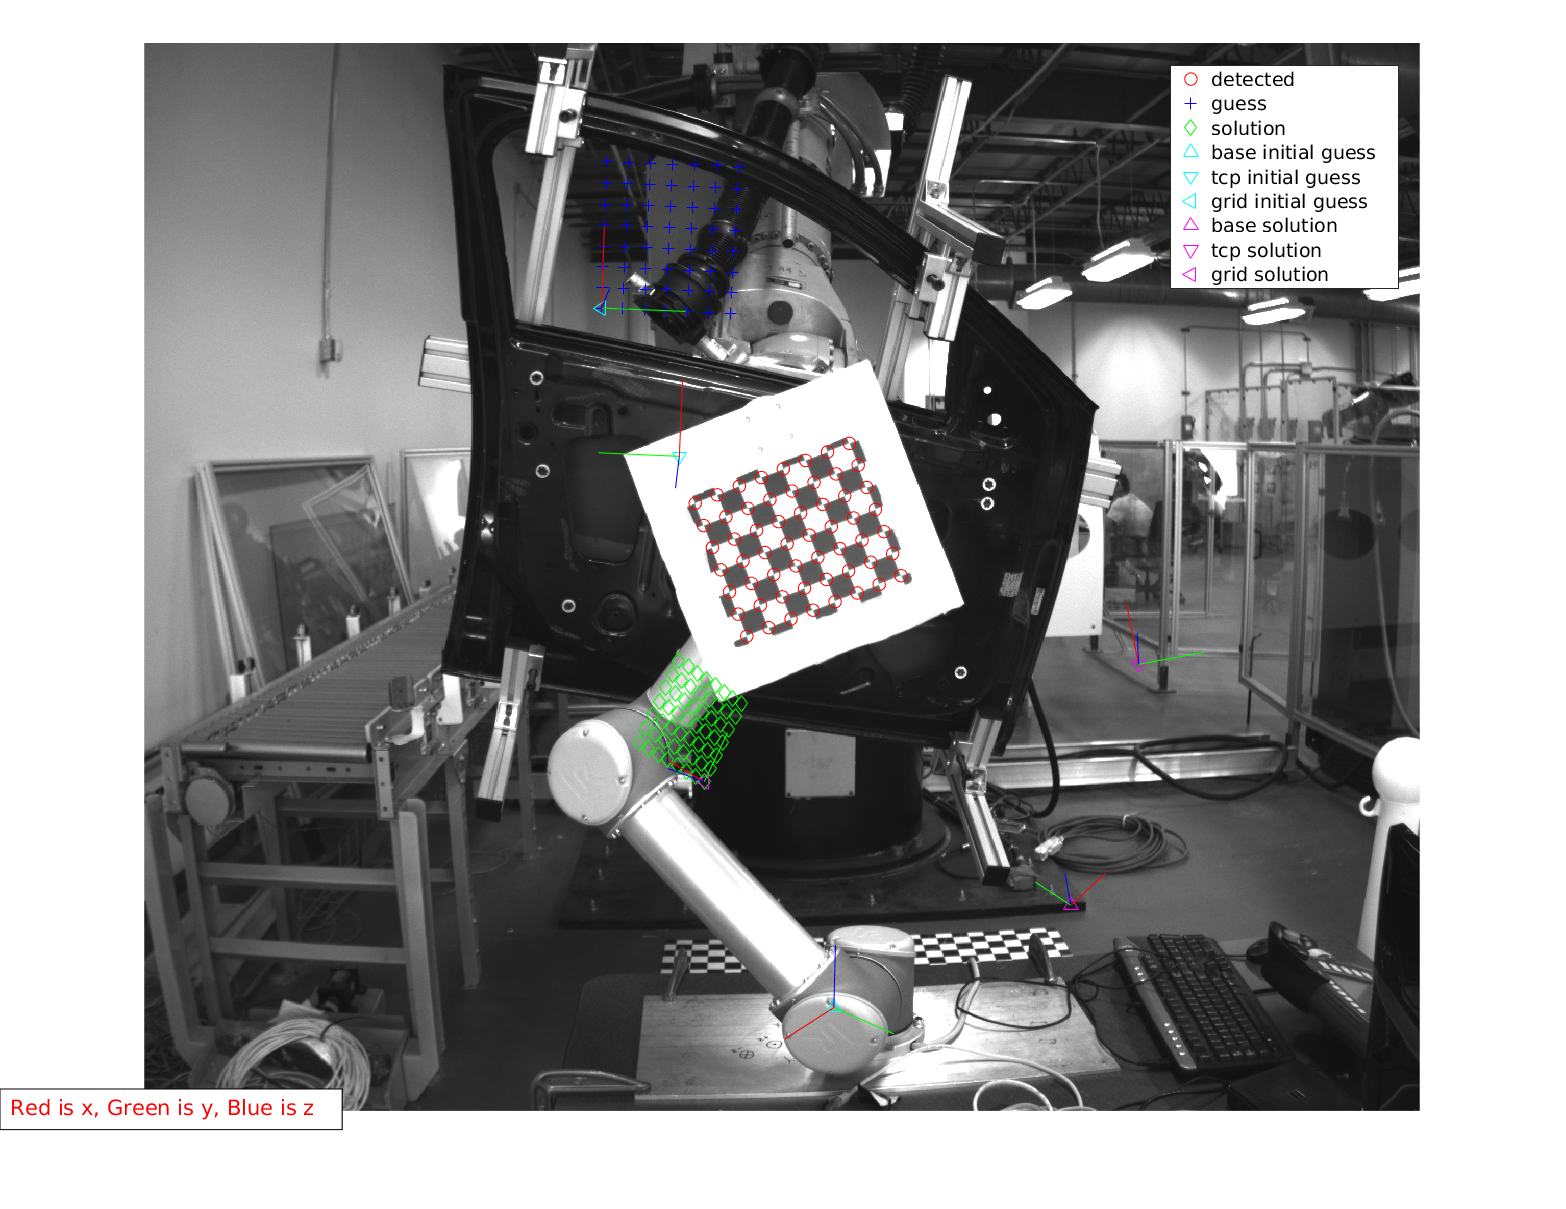 detected
guess
solution
base initial guess
tcp initial guess
grid initial guess
base solution
tcp solution
grid solution
Red is x, Green is y, Blue is z